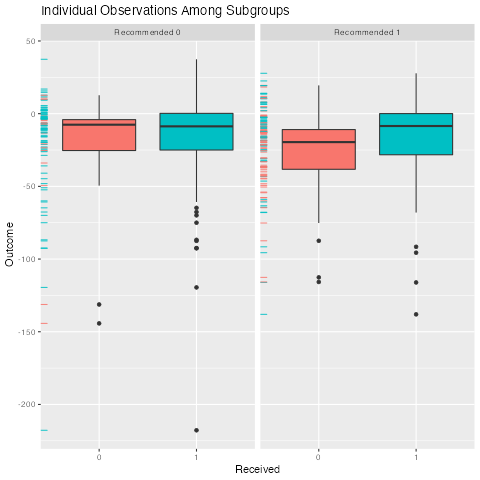 Individual Observations Among Subgroups
Recommended 0
Recommended 1
50
0
-50
-100
-150
-200
Outcome
0
1
0
1
Received